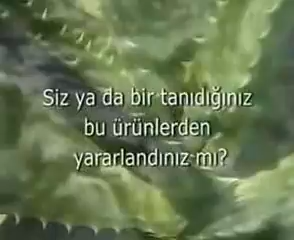 Siz ya da bir tanıdığınız
bu ürünlerden
yararlandınız mı?